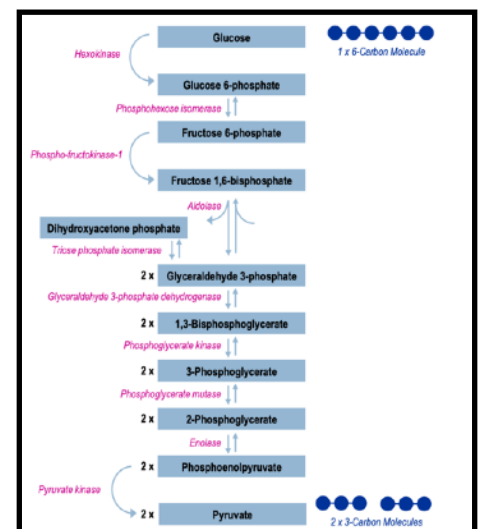 Glucose
Hexokinase
1 x 6-Carbon Molecule
Glucose 6-phosphate
Phosphohexose isomerase
Fructose 6-phosphate
Phospho-fructokinase-1
Fructose 1,6-bisphosphate
Aldolase
Dihydroxyacetone phosphate
Triose phosphate isomerase
2 x Glyceraldehyde 3-phosphate
Glyceraldehyde 3-phosphate dehydrogenase
2 x 1,3-Bisphosphoglycerate
Phosphoglycerate kinase
2 x 3-Phosphoglycerate
Phosphoglycerate mutase
2 x 2-Phosphoglycerate
Enolase
2 x Phosphoenolpyruvate
Pyruvate kinase
2 x Pyruvate
2 x 3-Carbon Molecules